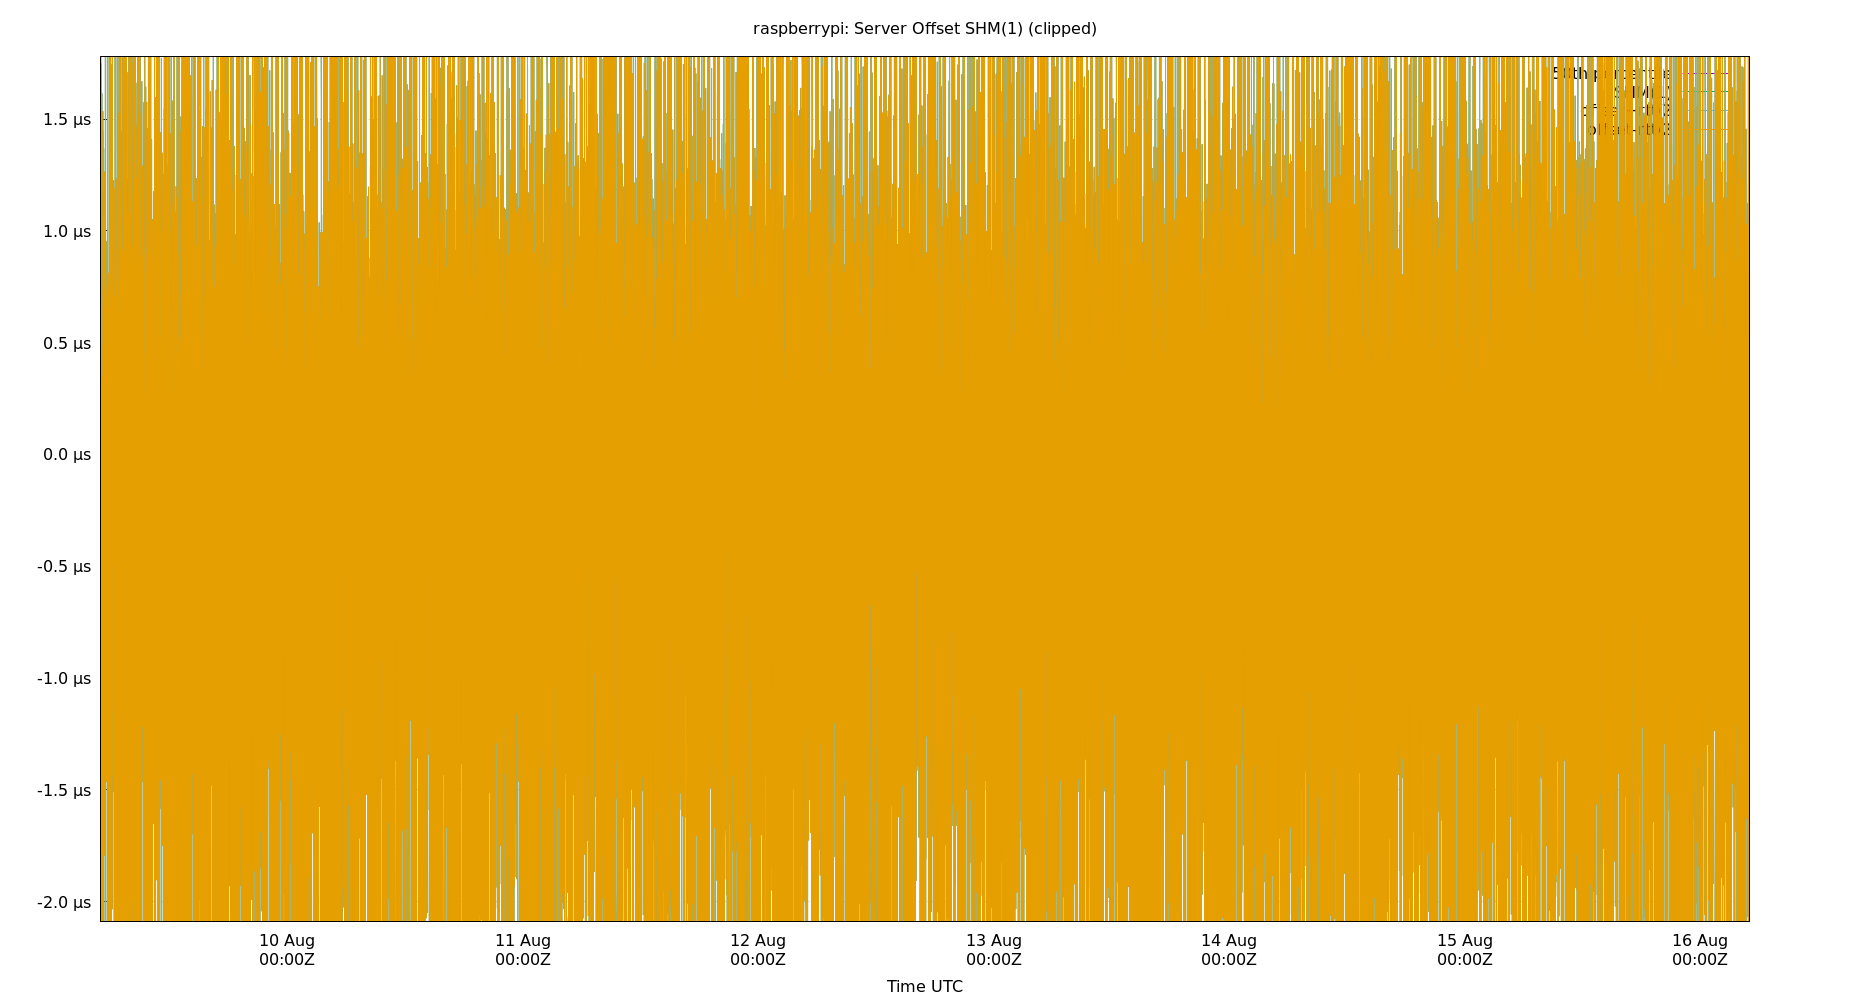 raspberrypi: Server Offset SHM(1) (clipped)
1.5 µs
1.0 µs
0.5 µs
0.0 µs
-0.5 µs
-1.0 µs
-1.5 µs
-2.0 µs
10 Aug 11 Aug 12 Aug 13 Aug 14 Aug 15 Aug 16 Aug
00:00Z 00:00Z 00:00Z 00:00Z 00:00Z 00:00Z 00:00Z
Time UTC